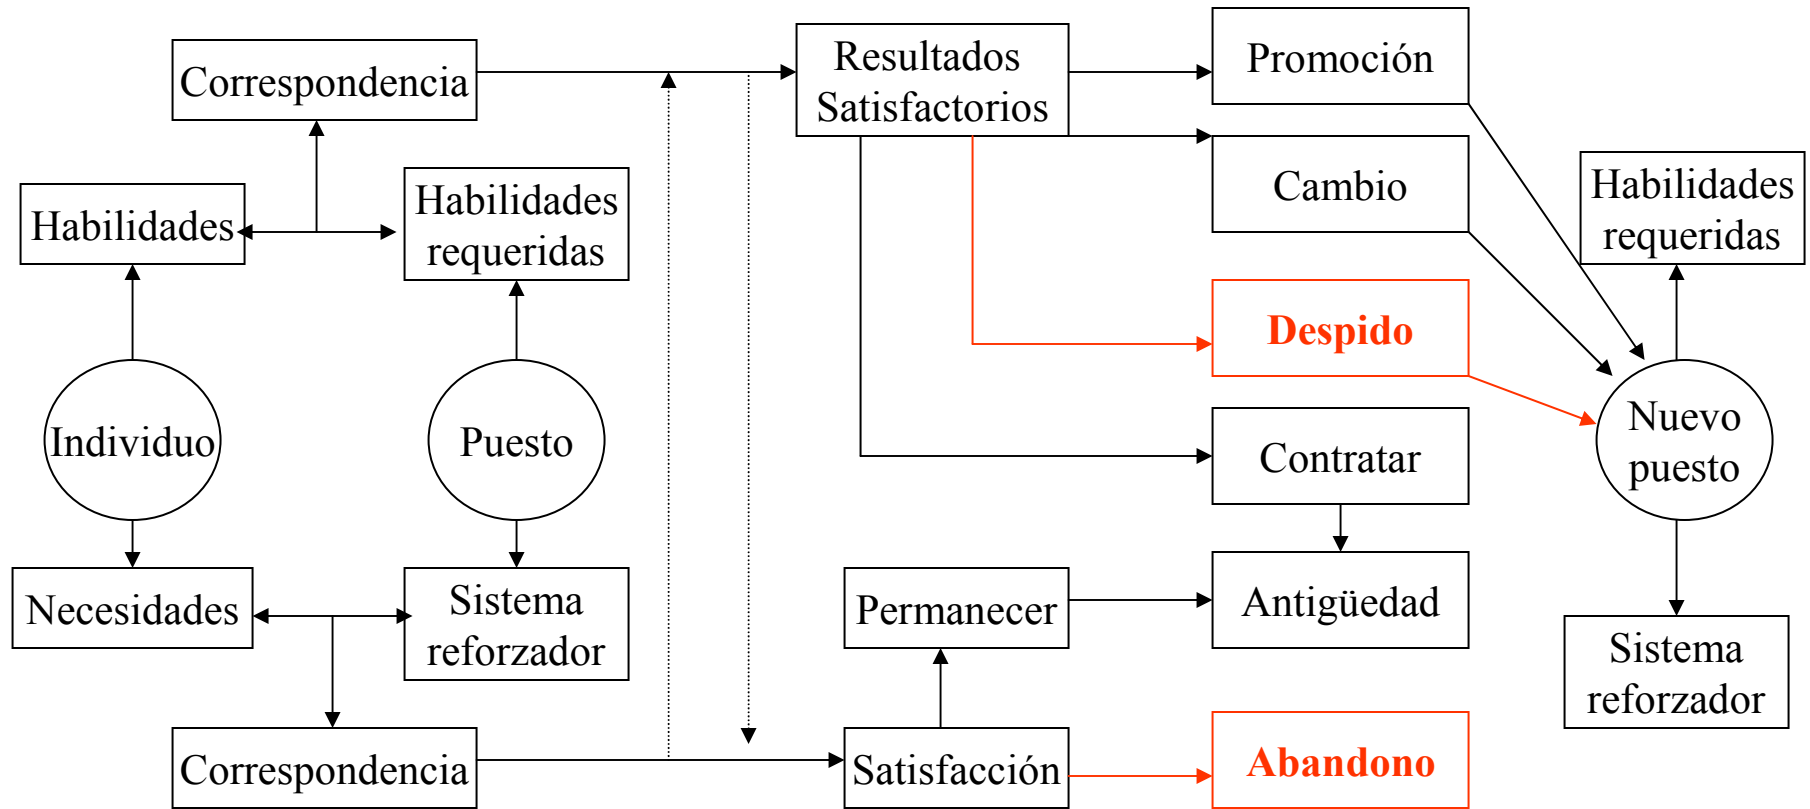 Correspondencia
Resultados
Satisfactorios
Promoción
Habilidades
Habilidades
requeridas
Cambio
Habilidades
requeridas
Despido
Individuo
Puesto
Contratar
Nuevo
puesto
Necesidades
Sistema
reforzador
Permanecer
Antigüedad
Sistema
reforzador
Correspondencia
Satisfacción
Abandono